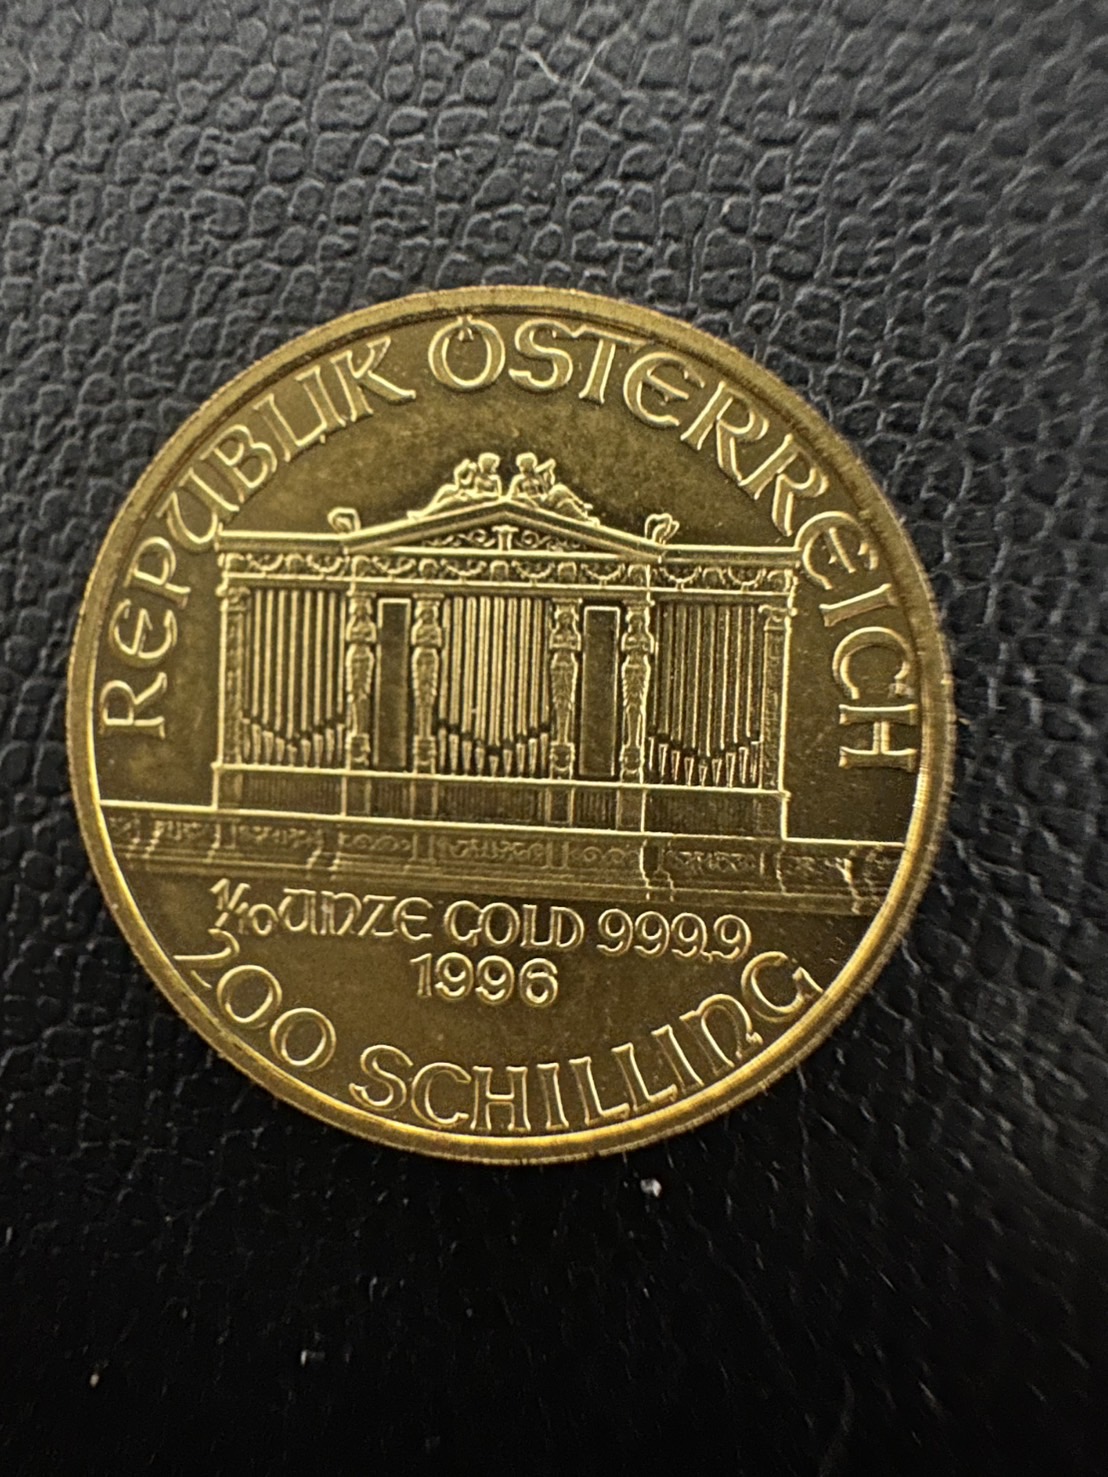 REPUBLIK ÖSTERREICH
1/10 UNZE GOLD 999.9
1996
200 SCHILLING